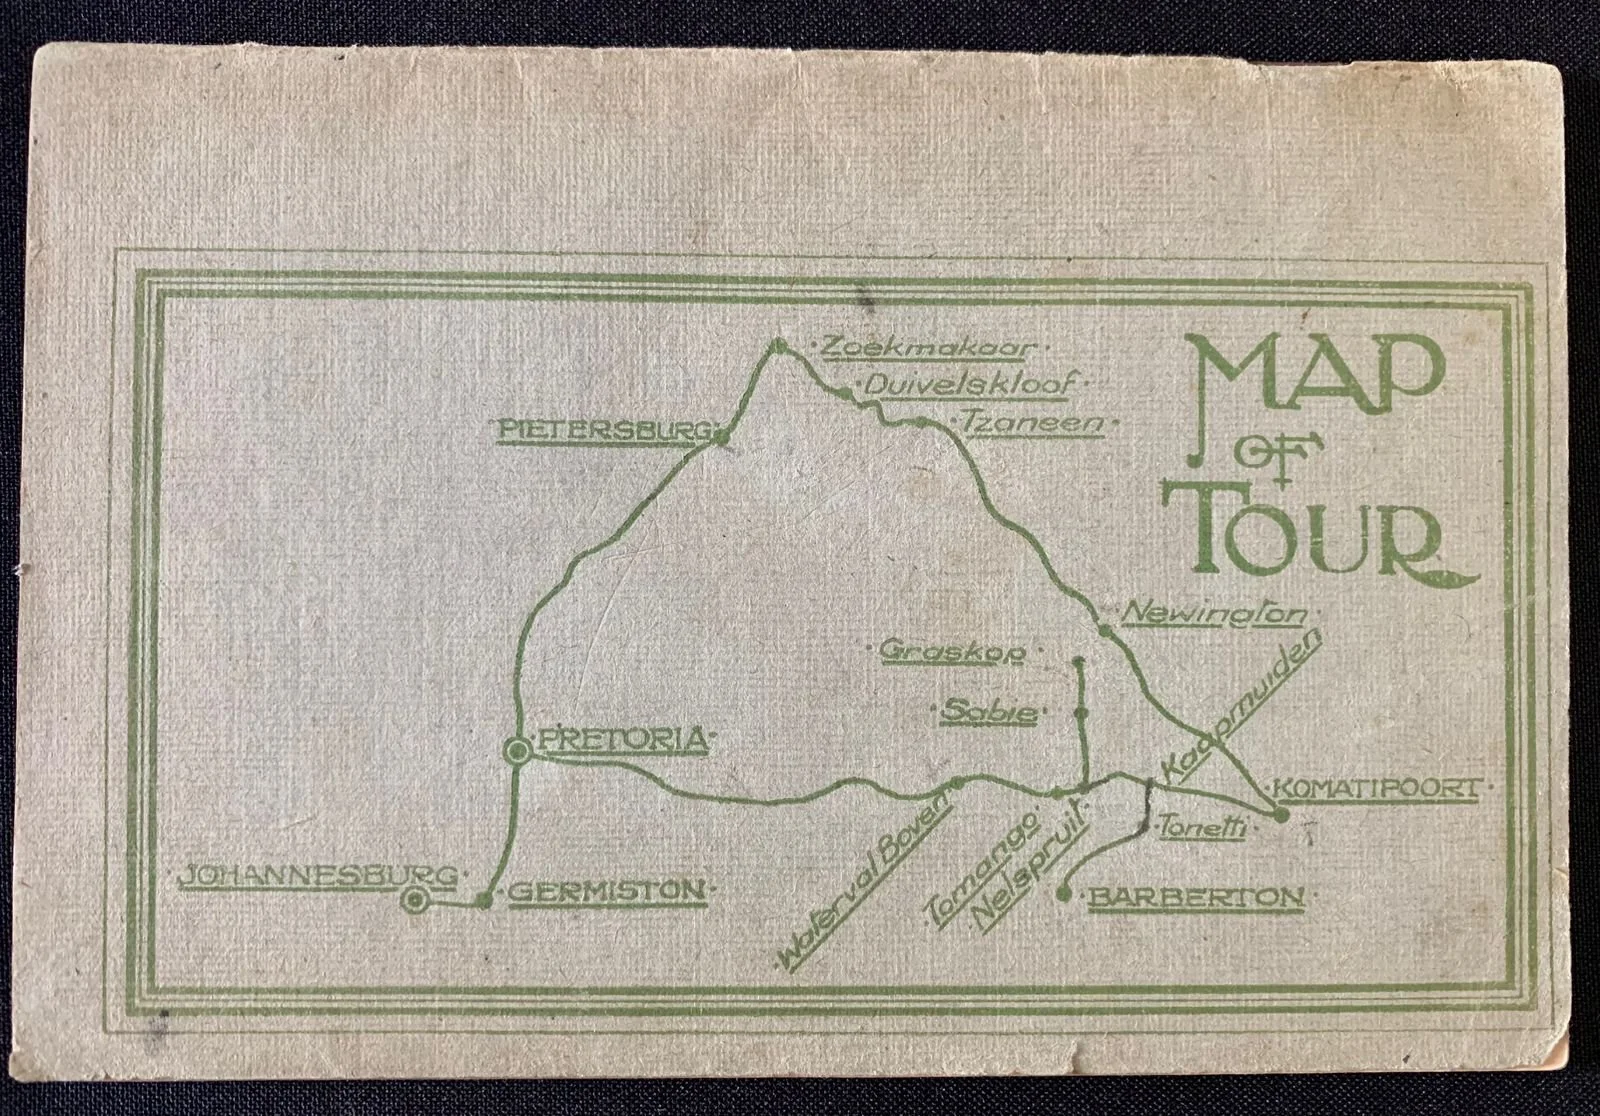 MAP
OF
TOUR
Zoekmakaar
Duivelskloof
Tzaneen
PIETERSBURG
Newington
Graskop
Sabie
Kaapmuiden
PRETORIA
KOMATIPOORT
Tonetti
Waterval Boven
Tomango
Nelspruit
JOHANNESBURG
GERMISTON
BARBERTON